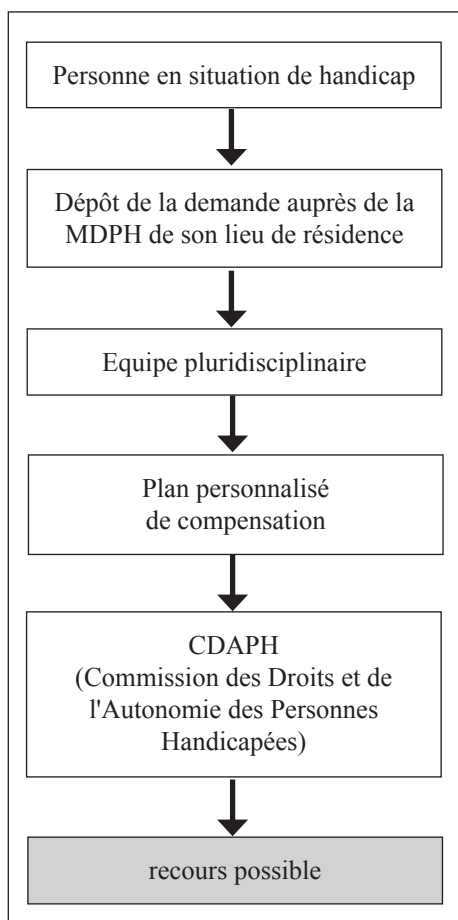 Personne en situation de handicap
Dépôt de la demande auprès de la
MDPH de son lieu de résidence
Equipe pluridisciplinaire
Plan personnalisé
de compensation
CDAPH
(Commission des Droits et de
l'Autonomie des Personnes
Handicapées)
recours possible